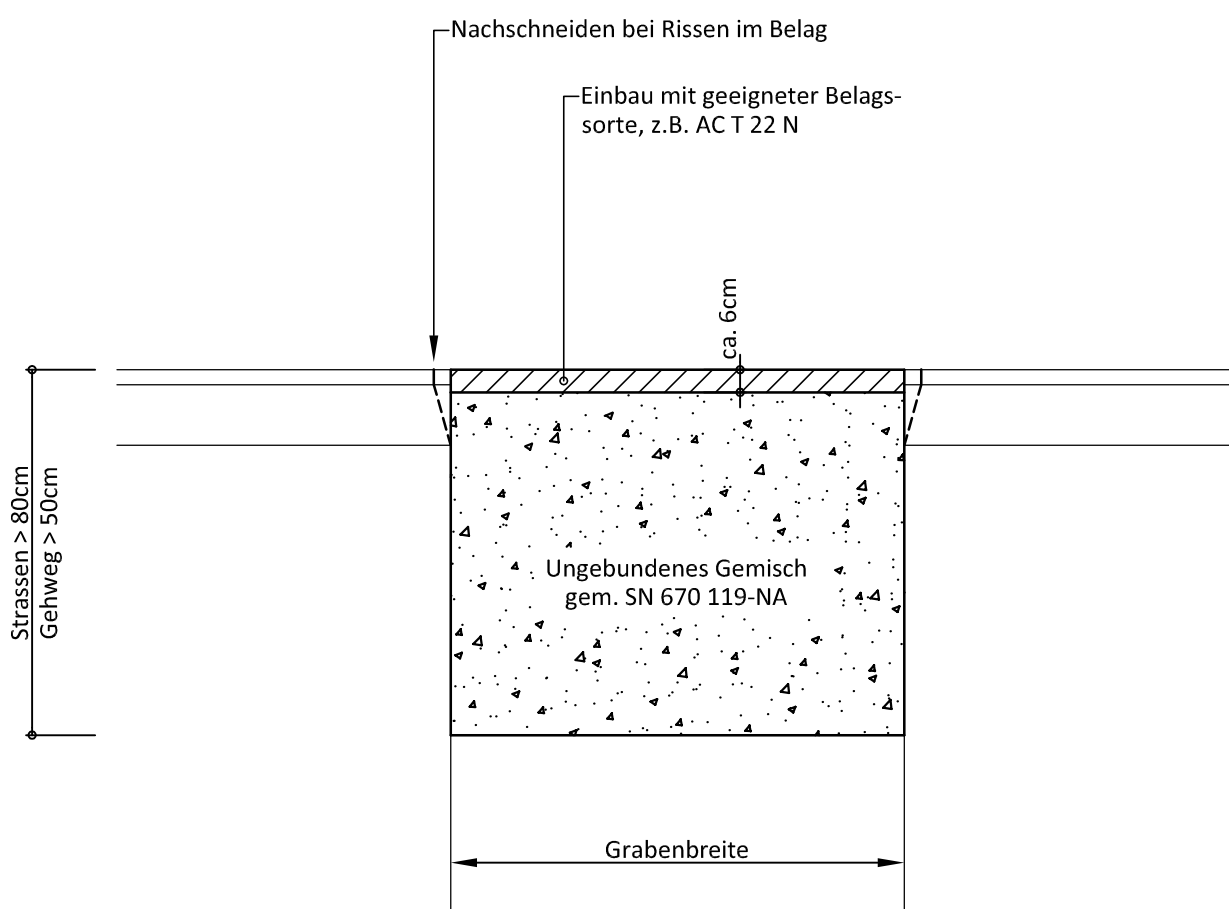 Nachschneiden bei Rissen im Belag
Einbau mit geeigneter Belags-
sorte, z.B. AC T 22 N
ca. 6cm
Strassen > 80cm
Gehweg > 50cm
Ungebundenes Gemisch
gem. SN 670 119-NA
Grabenbreite